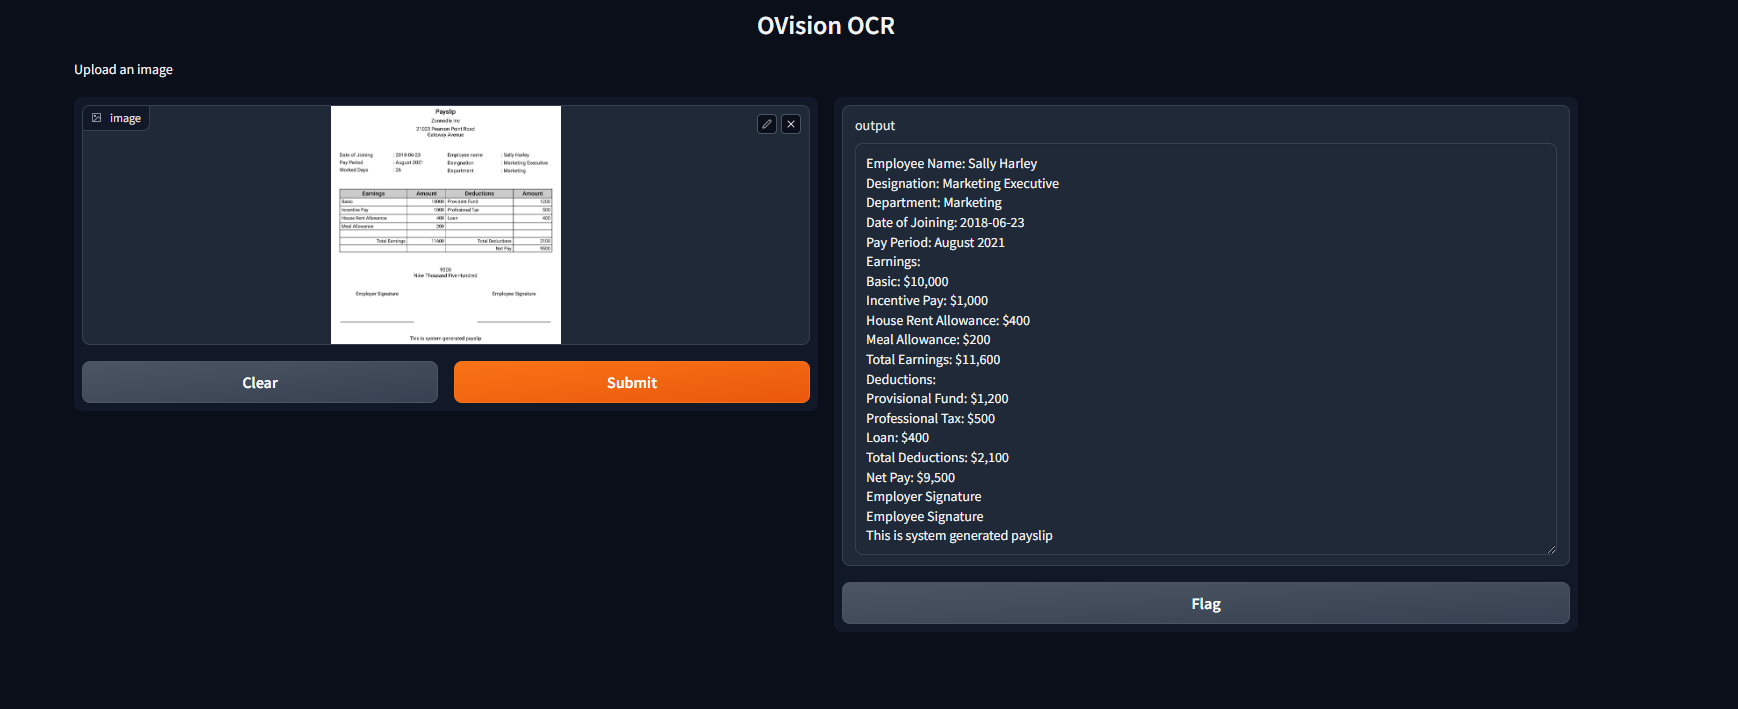 OVision OCR
Upload an image
image
Payslip
Zoonodle Inc
21023 Pearson Point Road
Gateway Avenue
Date of Joining : 2018-06-23 Employee name : Sally Harley
Pay Period : August 2021 Designation : Marketing Executive
Worked Days : 26 Department : Marketing
Earnings Amount Deductions Amount
Basic 10000 Provident Fund 1200
Incentive Pay 1000 Professional Tax 500
House Rent Allowance 400 Loan 400
Meal Allowance 200
Total Earnings 11600 Total Deductions 2100
Net Pay 9500
9500
Nine Thousand Five Hundred
Employer Signature Employee Signature
This is system generated payslip
Clear
Submit
output
Employee Name: Sally Harley
Designation: Marketing Executive
Department: Marketing
Date of Joining: 2018-06-23
Pay Period: August 2021
Earnings:
Basic: $10,000
Incentive Pay: $1,000
House Rent Allowance: $400
Meal Allowance: $200
Total Earnings: $11,600
Deductions:
Provisional Fund: $1,200
Professional Tax: $500
Loan: $400
Total Deductions: $2,100
Net Pay: $9,500
Employer Signature
Employee Signature
This is system generated payslip
Flag